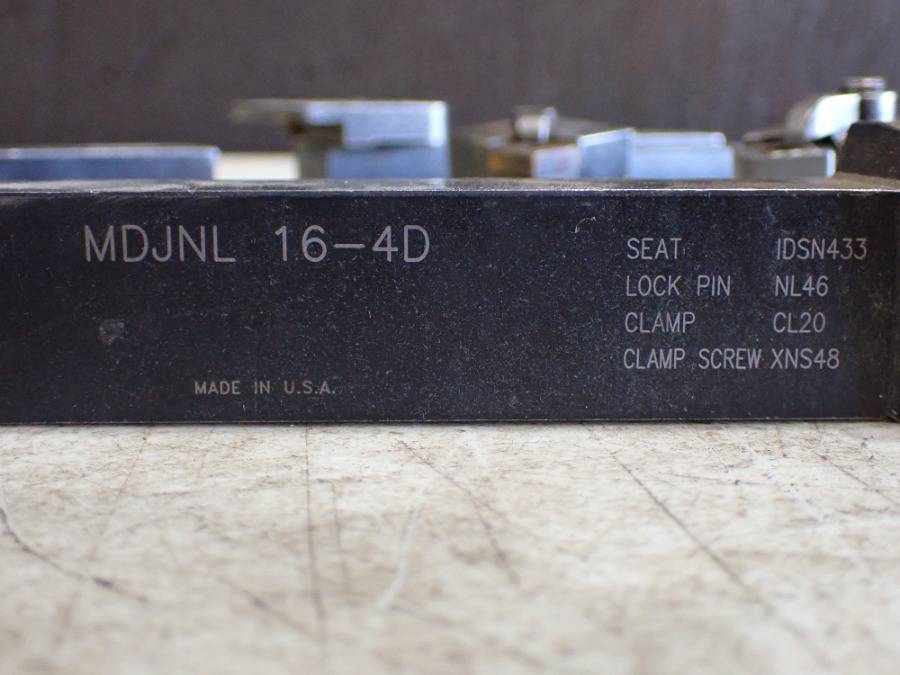 MDJNL 16-4D
SEAT IDSN433
LOCK PIN NL46
CLAMP CL20
CLAMP SCREW XNS48
MADE IN U.S.A.